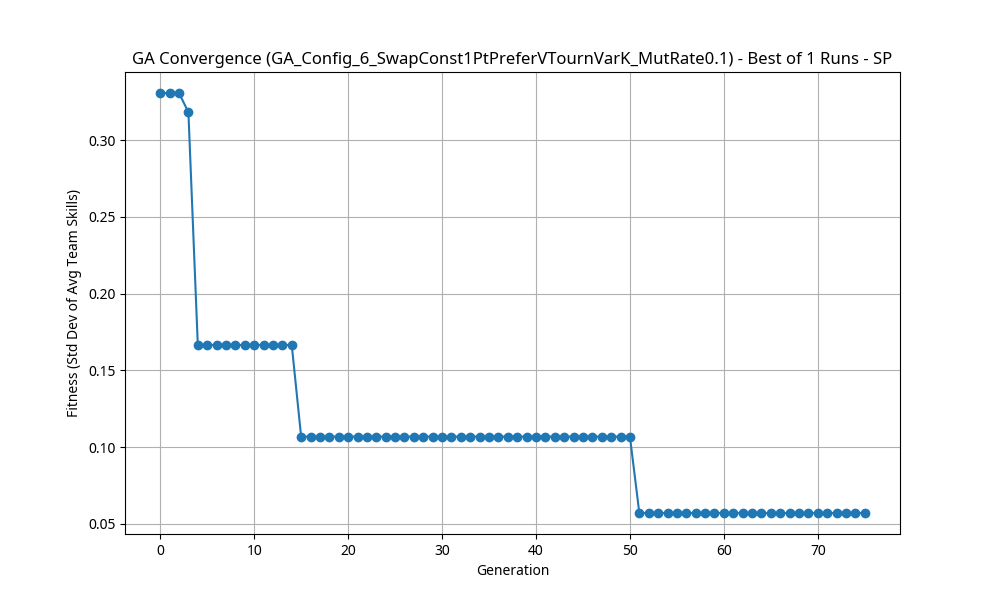 GA Convergence (GA_Config_6_SwapConst1PtPreferVTournVarK_MutRate0.1) - Best of 1 Runs - SP
Fitness (Std Dev of Avg Team Skills)
0.30
0.25
0.20
0.15
0.10
0.05
0 10 20 30 40 50 60 70
Generation